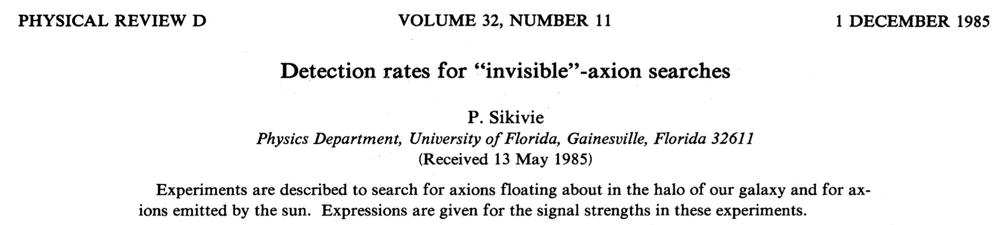 PHYSICAL REVIEW D VOLUME 32, NUMBER 11 1 DECEMBER 1985
Detection rates for “invisible”-axion searches
P. Sikivie
Physics Department, University of Florida, Gainesville, Florida 32611
(Received 13 May 1985)
Experiments are described to search for axions floating about in the halo of our galaxy and for ax-
ions emitted by the sun. Expressions are given for the signal strengths in these experiments.